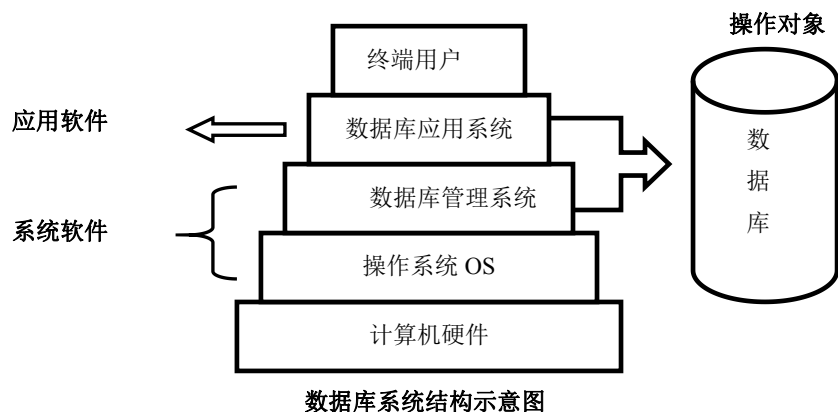 操作对象
终端用户
应用软件
数据库应用系统
数据库
数据库管理系统
系统软件
操作系统 OS
计算机硬件
数据库系统结构示意图